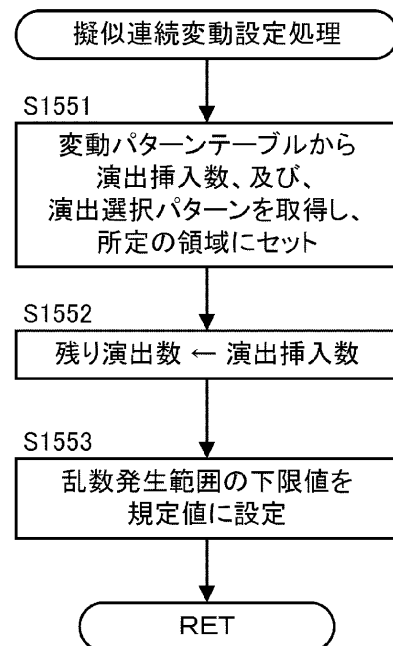 擬似連続変動設定処理
S1551
変動パターンテーブルから
演出挿入数、及び、
演出選択パターンを取得し、
所定の領域にセット
S1552
残り演出数 ← 演出挿入数
S1553
乱数発生範囲の下限値を
規定値に設定
RET